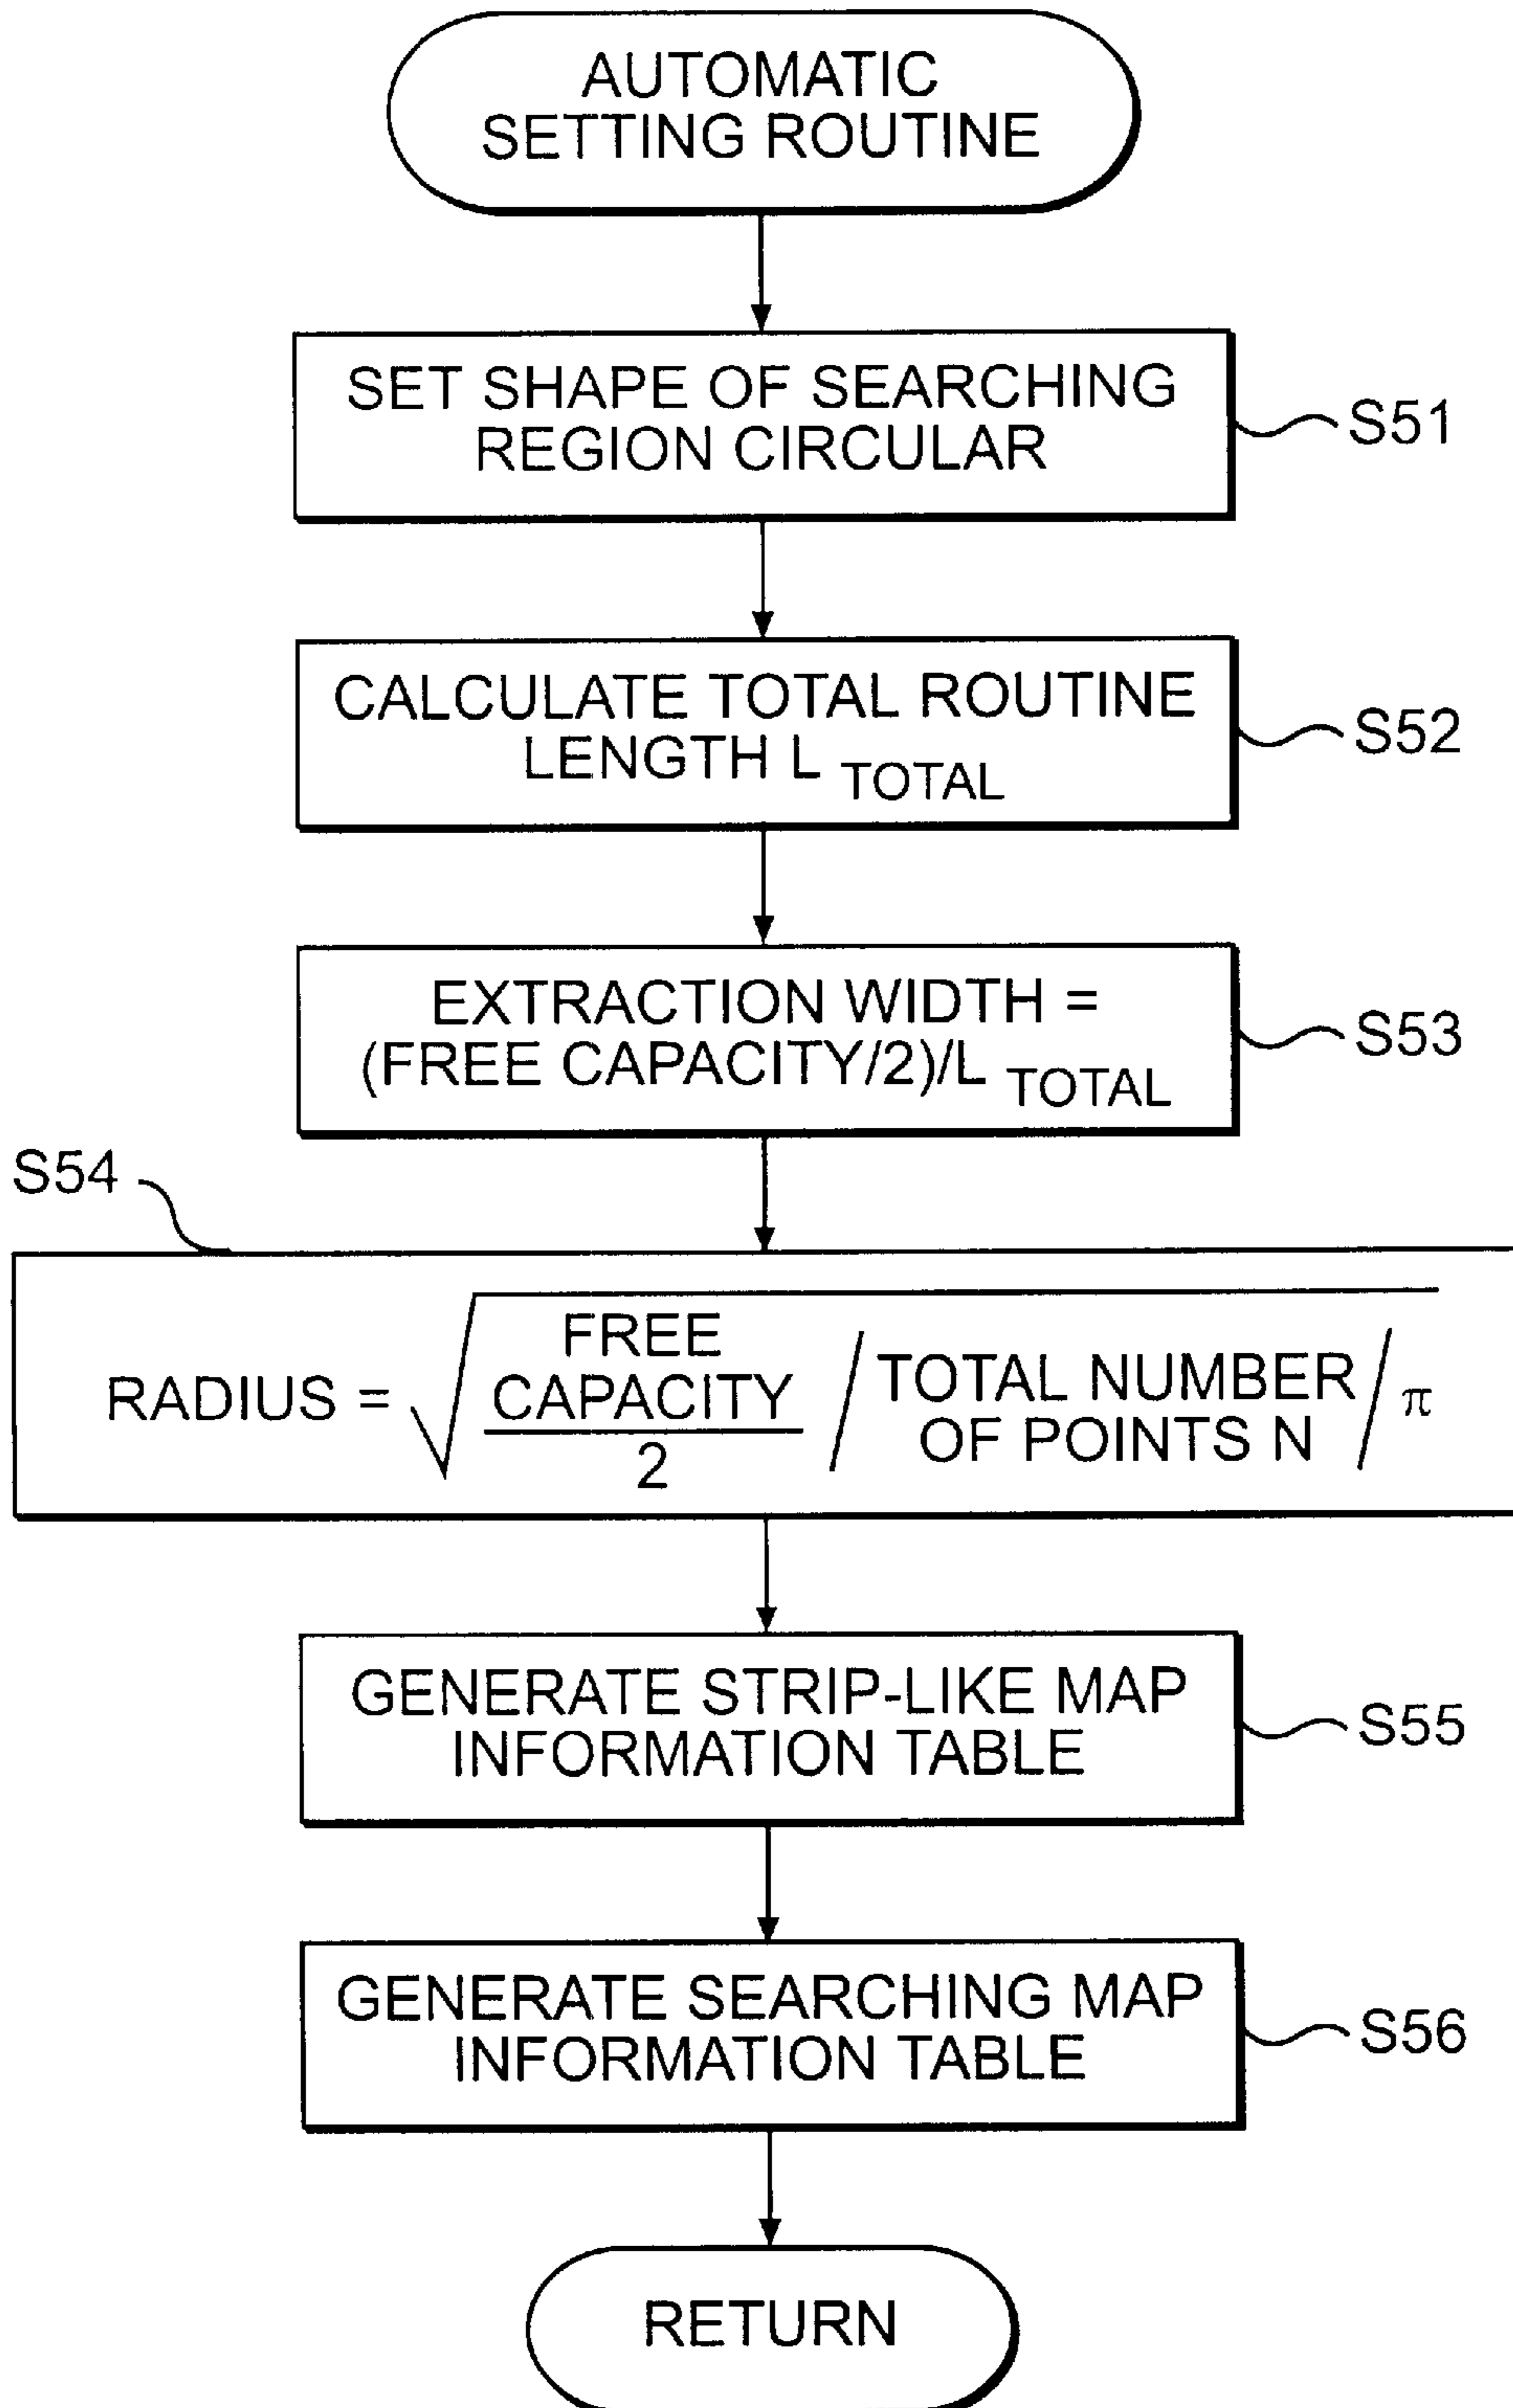 AUTOMATIC
SETTING ROUTINE
SET SHAPE OF SEARCHING
REGION CIRCULAR
S51
CALCULATE TOTAL ROUTINE
LENGTH L TOTAL
S52
EXTRACTION WIDTH =
(FREE CAPACITY/2)/L TOTAL
S53
S54
RADIUS = √ FREE CAPACITY / 2 / TOTAL NUMBER OF POINTS N / π
GENERATE STRIP-LIKE MAP
INFORMATION TABLE
S55
GENERATE SEARCHING MAP
INFORMATION TABLE
S56
RETURN